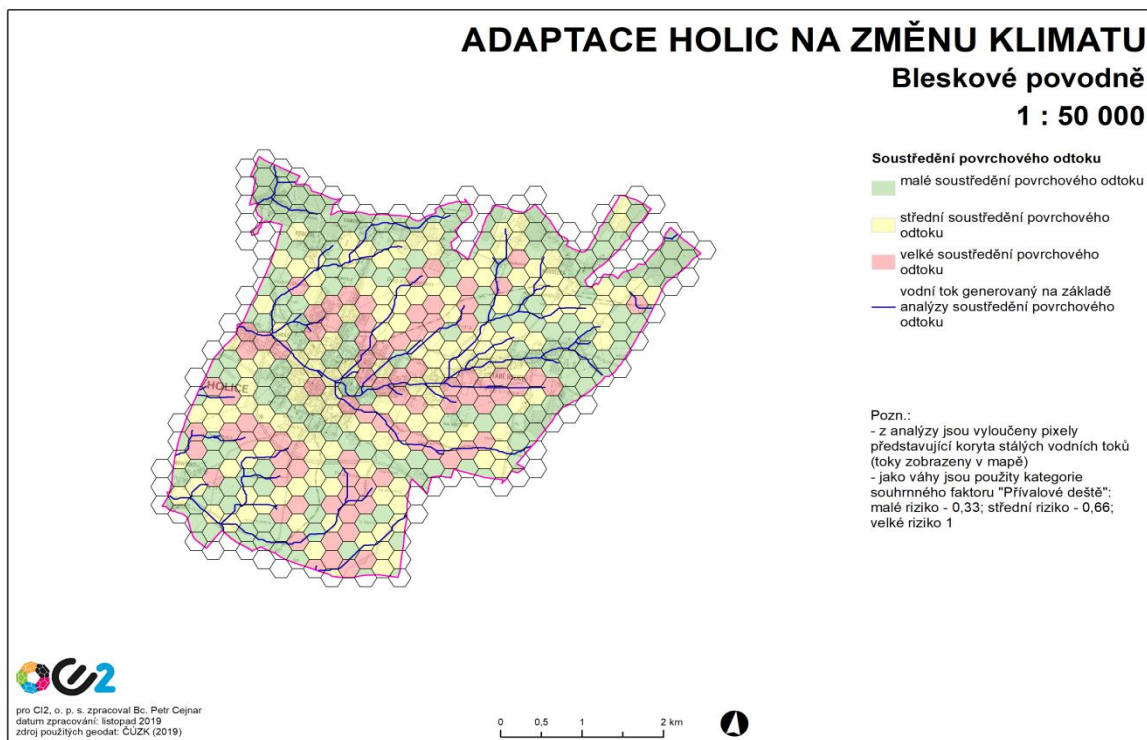 ADAPTACE HOLIC NA ZMĚNU KLIMATU
Bleskové povodně
1 : 50 000
Soustředění povrchového odtoku
malé soustředění povrchového odtoku
střední soustředění povrchového
odtoku
velké soustředění povrchového
odtoku
vodní tok generovaný na základě
analýzy soustředění povrchového
odtoku
HOLICE
Pozn.:
- z analýzy jsou vyloučeny pixely
představující koryta stálých vodních toků
(toky zobrazeny v mapě)
- jako váhy jsou použity kategorie
souhrnného faktoru "Přívalové deště":
malé riziko - 0,33; střední riziko - 0,66;
velké riziko 1
CI2
pro CI2, o. p. s. zpracoval Bc. Petr Cejnar
datum zpracování: listopad 2019
zdroj použitých geodat: ČÚZK (2019)
0 0,5 1 2 km